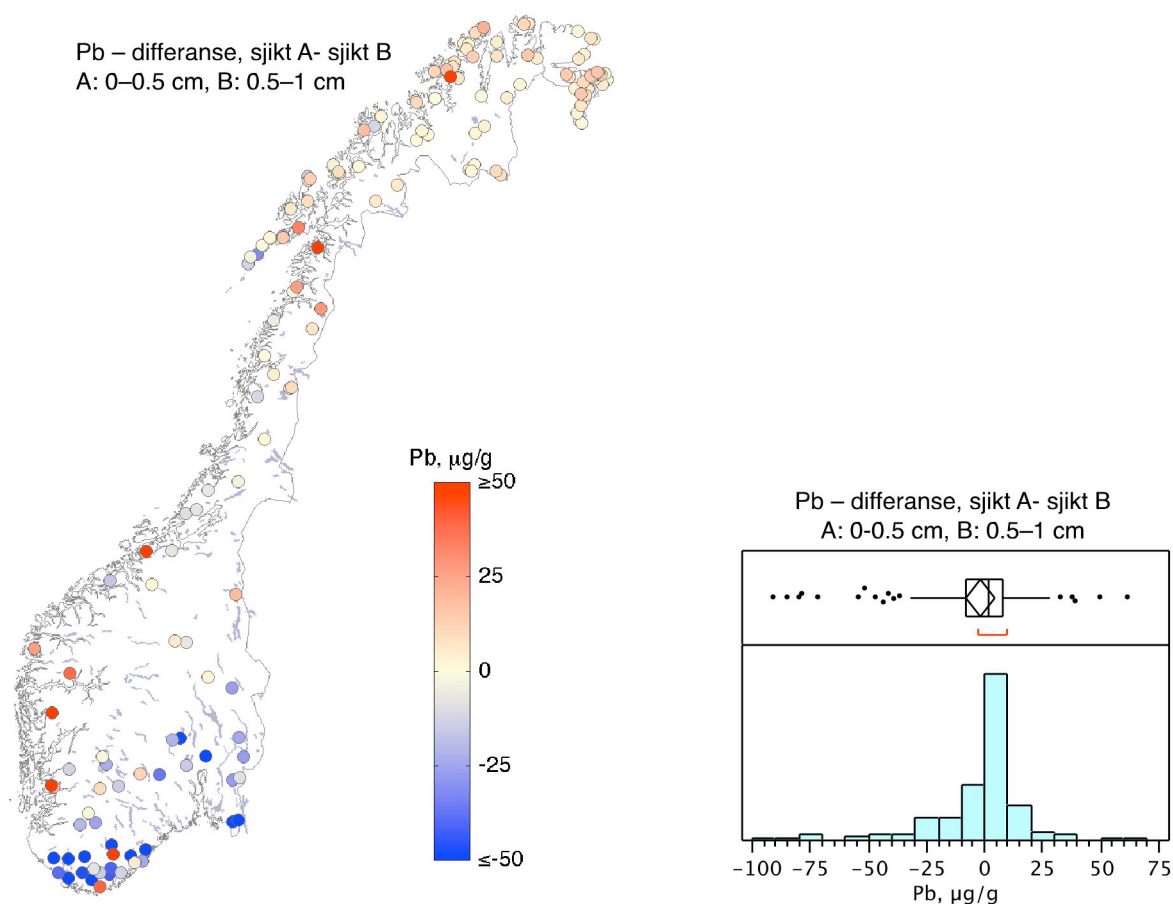 Pb – differanse, sjikt A- sjikt B
A: 0–0.5 cm, B: 0.5–1 cm
Pb, µg/g
≥50
25
0
-25
≤-50
Pb – differanse, sjikt A- sjikt B
A: 0-0.5 cm, B: 0.5–1 cm
−100 −75 −50 −25 0 25 50 75
Pb, µg/g